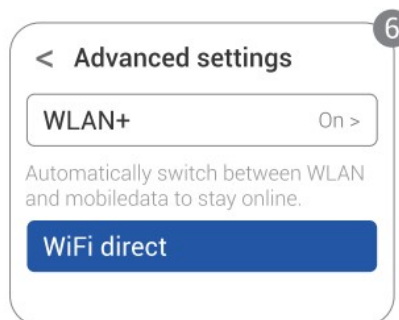 6
< Advanced settings
WLAN+ On >
Automatically switch between WLAN
and mobiledata to stay online.
WiFi direct